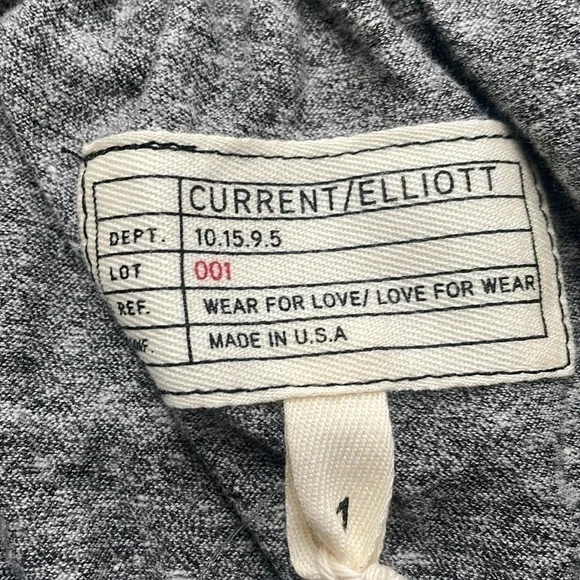 CURRENT/ELLIOTT
DEPT. 10.15.9.5
LOT 001
REF. WEAR FOR LOVE/ LOVE FOR WEAR
MADE IN U.S.A
1